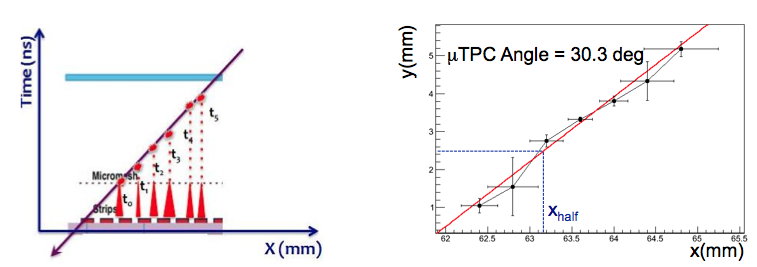 Time (ns)
t₅
t₄
t₃
t₂
t₁
t₀
Micromesh.
Strips
X (mm)
y(mm)
μTPC Angle = 30.3 deg
5
4
3
2
1
xhalf
62 62.5 63 63.5 64 64.5 65 65.5
x(mm)